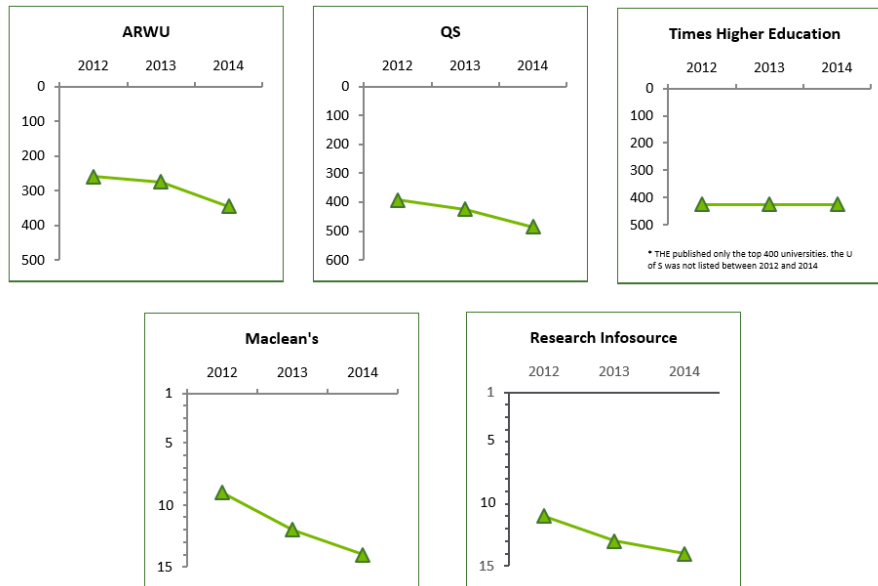 ARWU
2012 2013 2014
0
100
200
300
400
500
QS
2012 2013 2014
0
100
200
300
400
500
600
Times Higher Education
2012 2013 2014
0
100
200
300
400
500
* THE published only the top 400 universities. the U
of S was not listed between 2012 and 2014
Maclean's
2012 2013 2014
1
5
10
15
Research Infosource
2012 2013 2014
1
5
10
15